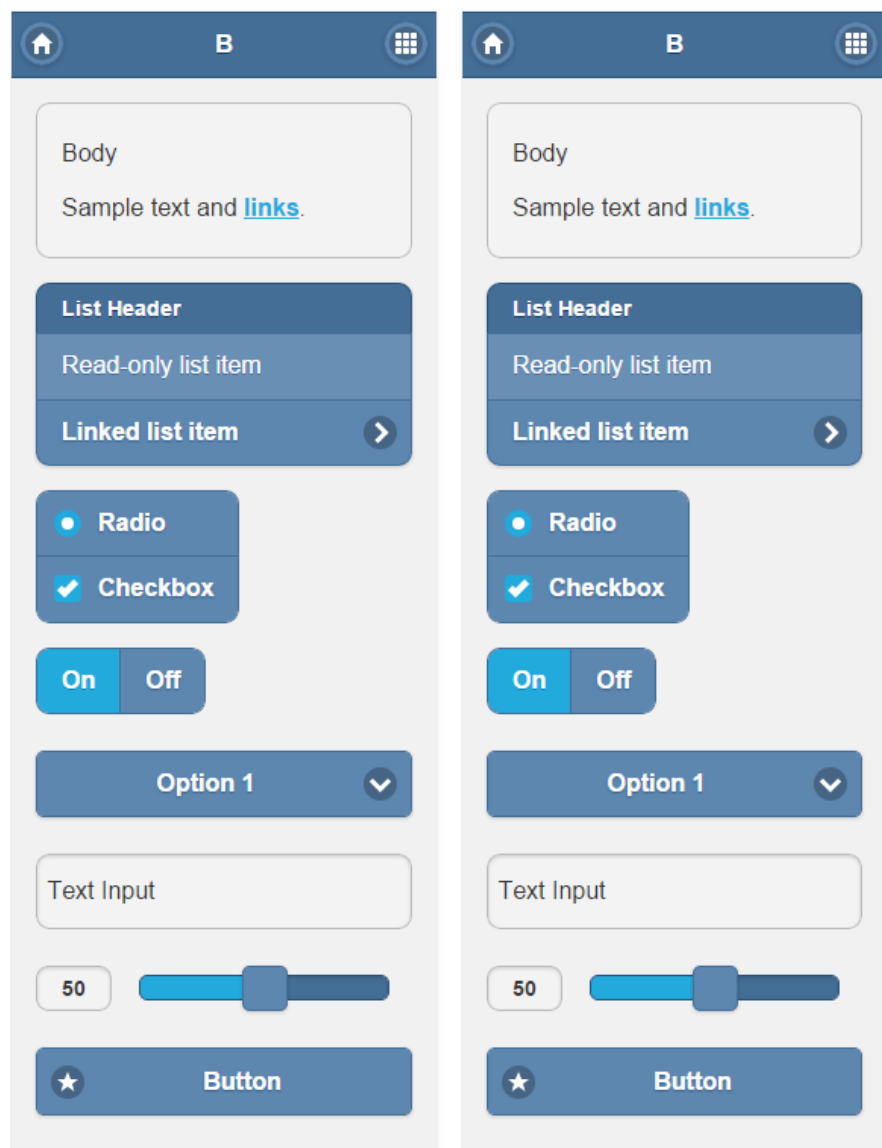 B
Body
Sample text and links.
List Header
Read-only list item
Linked list item
Radio
Checkbox
On Off
Option 1
Text Input
50
Button
B
Body
Sample text and links.
List Header
Read-only list item
Linked list item
Radio
Checkbox
On Off
Option 1
Text Input
50
Button